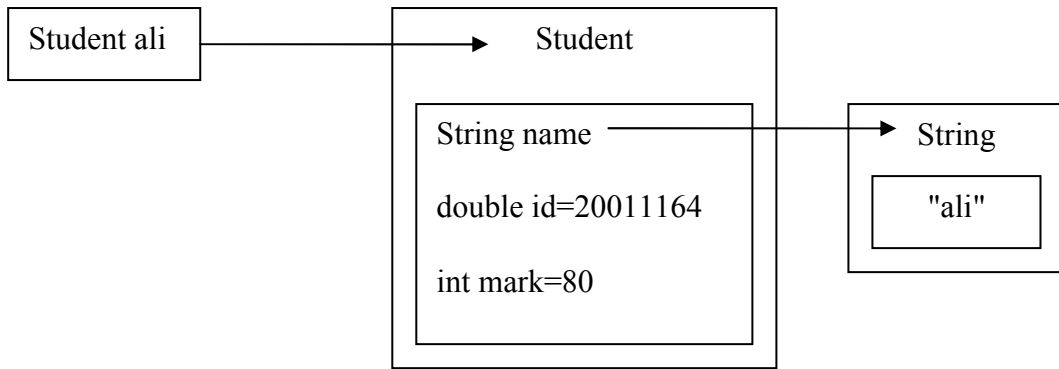 Student ali
Student
String name
double id=20011164
int mark=80
String
"ali"